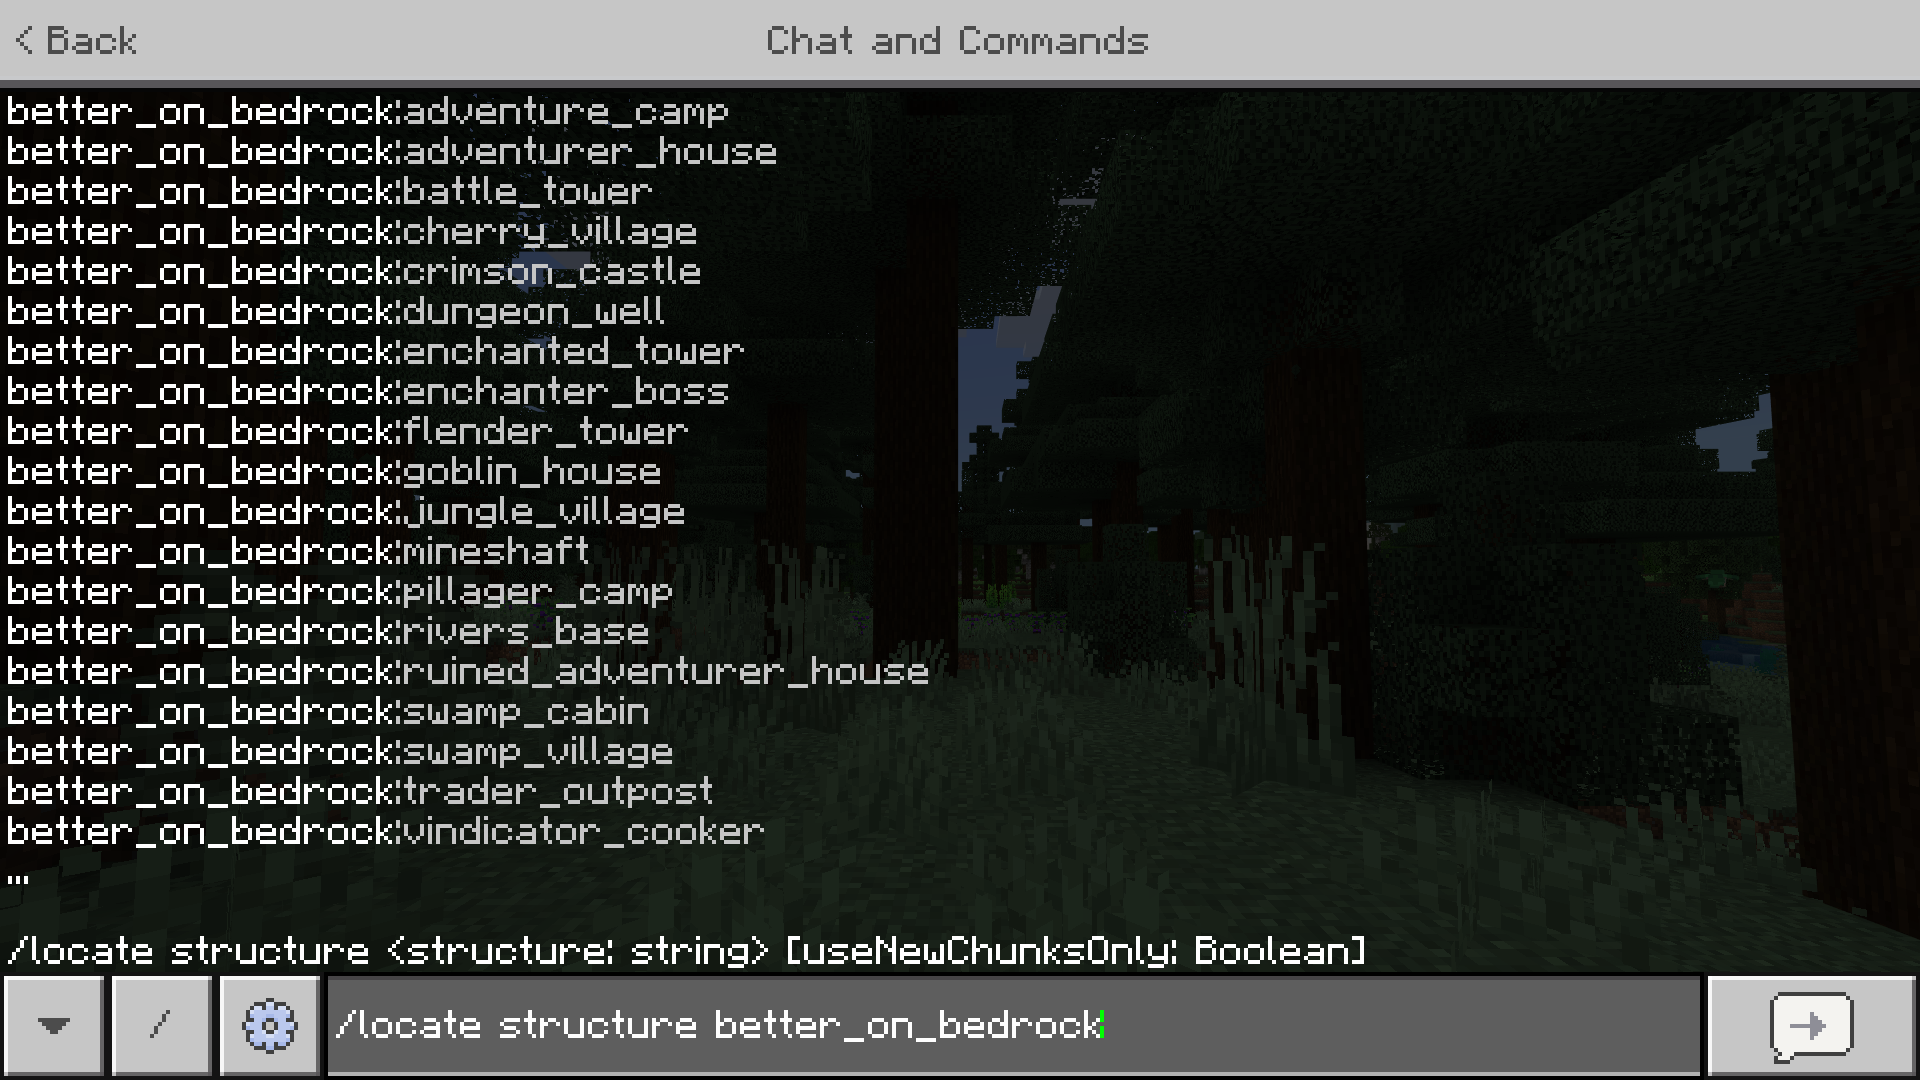 Back
Chat and Commands
better_on_bedrock:adventure_camp
better_on_bedrock:adventurer_house
better_on_bedrock:battle_tower
better_on_bedrock:cherry_village
better_on_bedrock:crimson_castle
better_on_bedrock:dungeon_well
better_on_bedrock:enchanted_tower
better_on_bedrock:enchanter_boss
better_on_bedrock:flender_tower
better_on_bedrock:goblin_house
better_on_bedrock:jungle_village
better_on_bedrock:mineshaft
better_on_bedrock:pillager_camp
better_on_bedrock:rivers_base
better_on_bedrock:ruined_adventurer_house
better_on_bedrock:swamp_cabin
better_on_bedrock:swamp_village
better_on_bedrock:trader_outpost
better_on_bedrock:vindicator_cooker
...
/locate structure <structure: string> [useNewChunksOnly: Boolean]
/
/locate structure better_on_bedrock